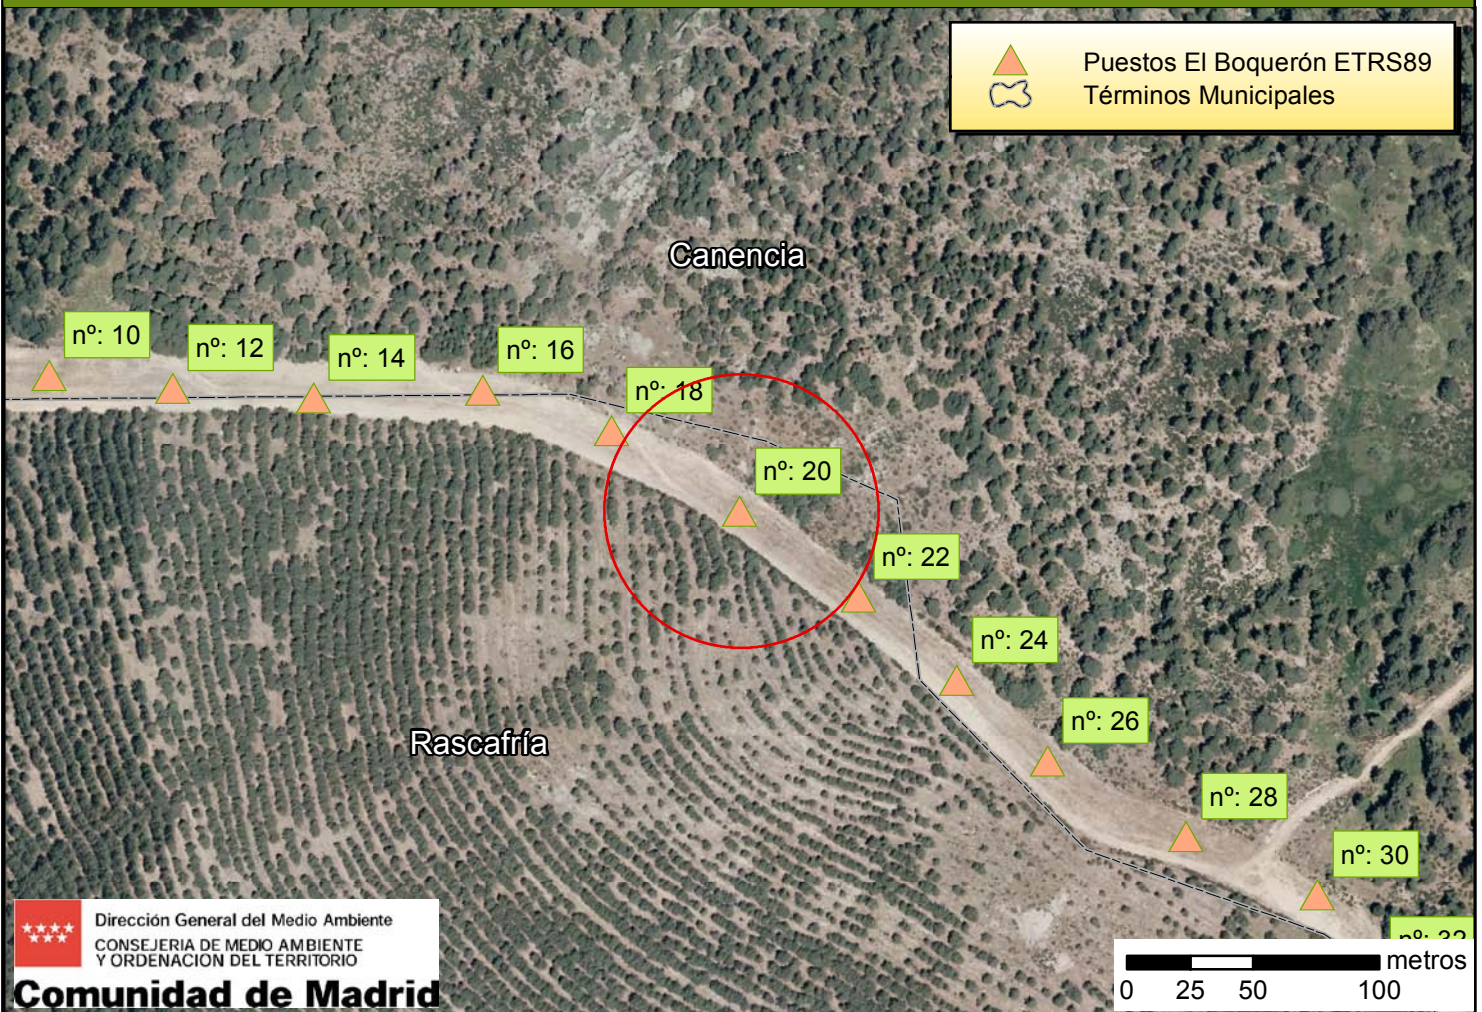 Puestos El Boquerón ETRS89
Términos Municipales
Canencia
nº: 10
nº: 12
nº: 14
nº: 16
nº: 18
nº: 20
nº: 22
nº: 24
nº: 26
nº: 28
nº: 30
nº: 32
Rascafría
Dirección General del Medio Ambiente
CONSEJERIA DE MEDIO AMBIENTE
Y ORDENACION DEL TERRITORIO
Comunidad de Madrid
metros
0 25 50 100